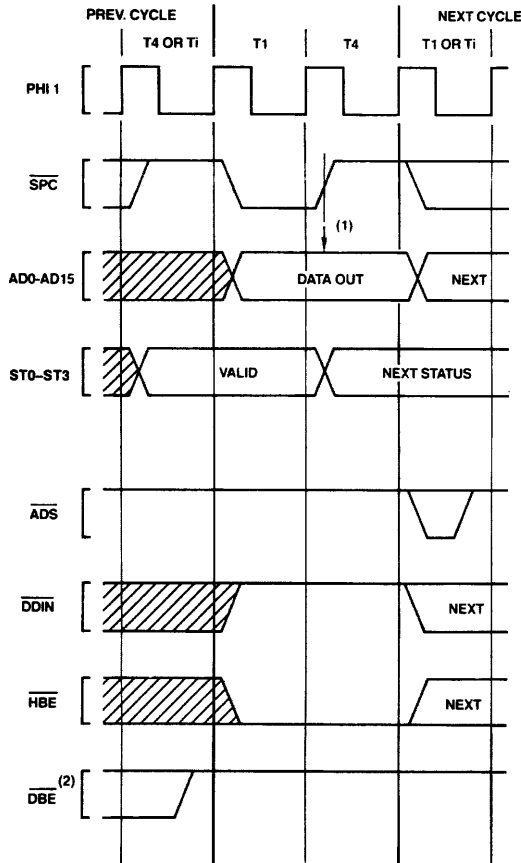 PREV. CYCLE NEXT CYCLE
T4 OR Ti T1 T4 T1 OR Ti
PHI 1
SPC
(1)
AD0-AD15 DATA OUT NEXT
ST0–ST3 VALID NEXT STATUS
ADS
DDIN NEXT
HBE NEXT
DBE (2)